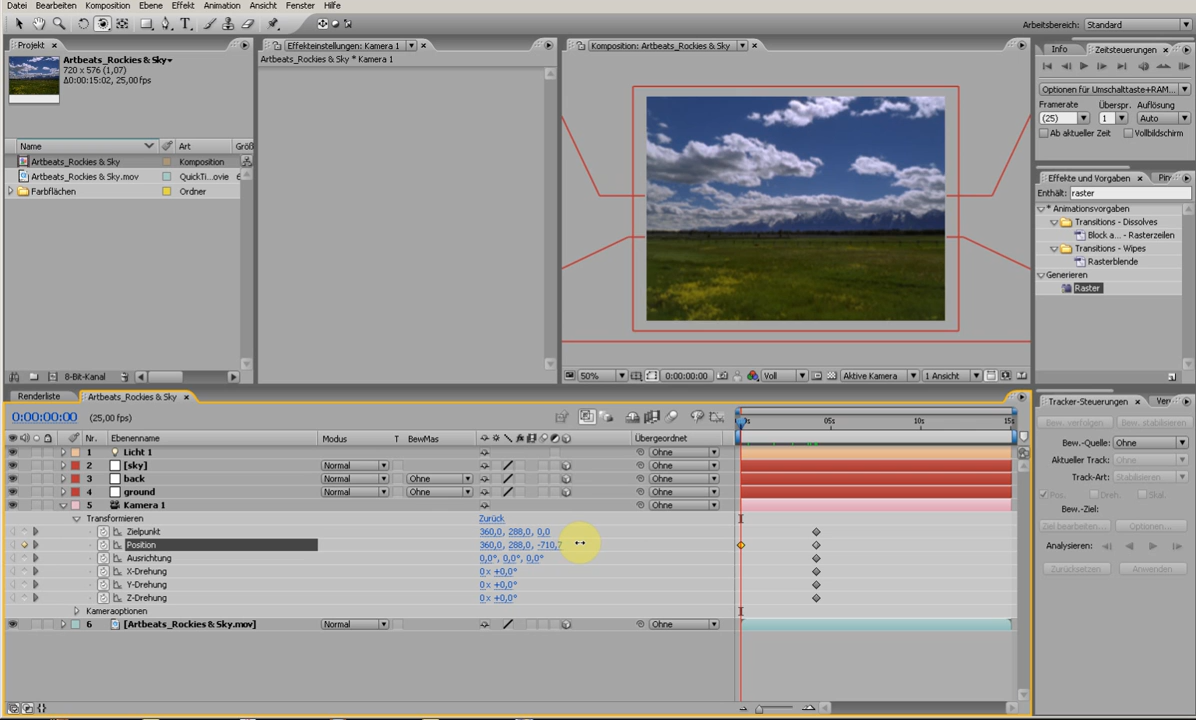 Datei Bearbeiten Komposition Ebene Effekt Animation Ansicht Fenster Hilfe
Arbeitsbereich: Standard
Projekt
Effekteinstellungen: Kamera 1
Komposition: Artbeats_Rockies & Sky
Info
Zeitsteuerungen
Artbeats_Rockies & Sky
720 x 576 (1,07)
Δ0:00:15:02, 25,00 fps
Artbeats_Rockies & Sky * Kamera 1
Optionen für Umschalttaste+RAM...
Framerate Überspr. Auflösung
(25) 1 Auto
Ab aktueller Zeit Vollbildschirm
Name Art Größ
Artbeats_Rockies & Sky Komposition
Artbeats_Rockies & Sky.mov QuickTi...ovie 6
Farbflächen Ordner
Effekte und Vorgaben
Enthält: raster
* Animationsvorgaben
Transitions - Dissolves
Block a... - Rasterzeilen
Transitions - Wipes
Rasterblende
Generieren
Raster
8-Bit-Kanal
50% 0:00:00:00 Voll Aktive Kamera 1 Ansicht
Renderliste Artbeats_Rockies & Sky
0:00:00:00 (25,00 fps)
05s 10s 15s
Nr. Ebenenname Modus T BewMas Übergeordnet
1 Licht 1 Ohne
2 [sky] Normal Ohne
3 back Normal Ohne Ohne
4 ground Normal Ohne Ohne
5 Kamera 1 Ohne
Transformieren Zurück
Zielpunkt 360,0, 288,0, 0,0
Position 360,0, 288,0, -710,7
Ausrichtung 0,0°, 0,0°, 0,0°
X-Drehung 0 x +0,0°
Y-Drehung 0 x +0,0°
Z-Drehung 0 x +0,0°
Kameraoptionen
6 [Artbeats_Rockies & Sky.mov] Normal Ohne
Tracker-Steuerungen
Bew. verfolgen Bew. stabilisieren
Bew.-Quelle: Ohne
Aktueller Track: Ohne
Track-Art: Stabilisieren
Pos. Dreh. Skal.
Bew.-Ziel:
Ziel bearbeiten... Optionen...
Analysieren:
Zurücksetzen Anwenden